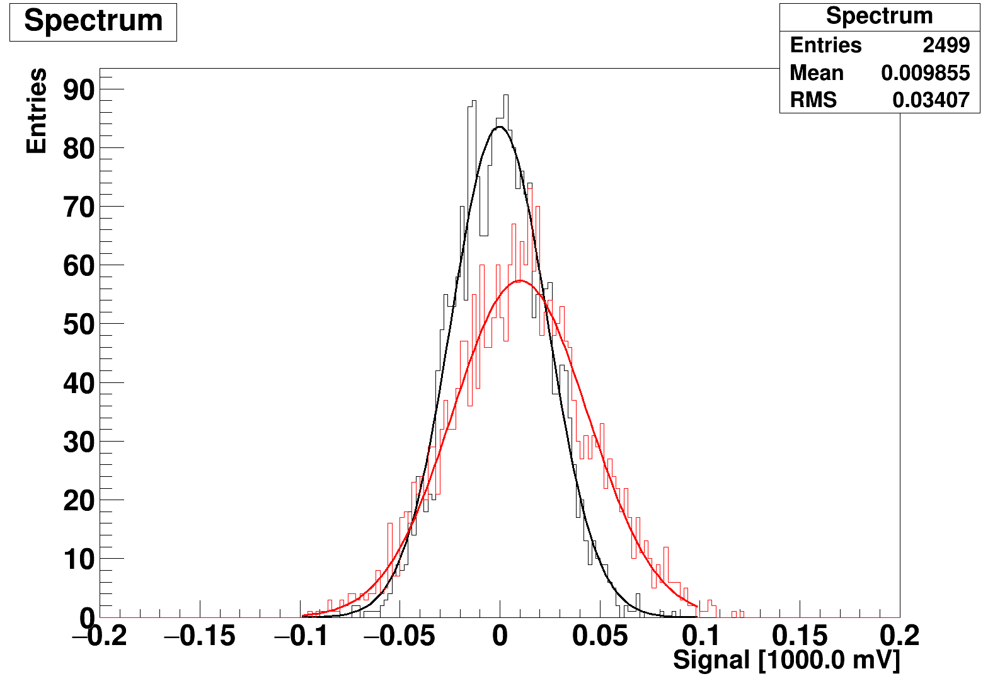 Spectrum
Spectrum
Entries 2499
Mean 0.009855
RMS 0.03407
Entries
90
80
70
60
50
40
30
20
10
0
−0.2 −0.15 −0.1 −0.05 0 0.05 0.1 0.15 0.2
Signal [1000.0 mV]